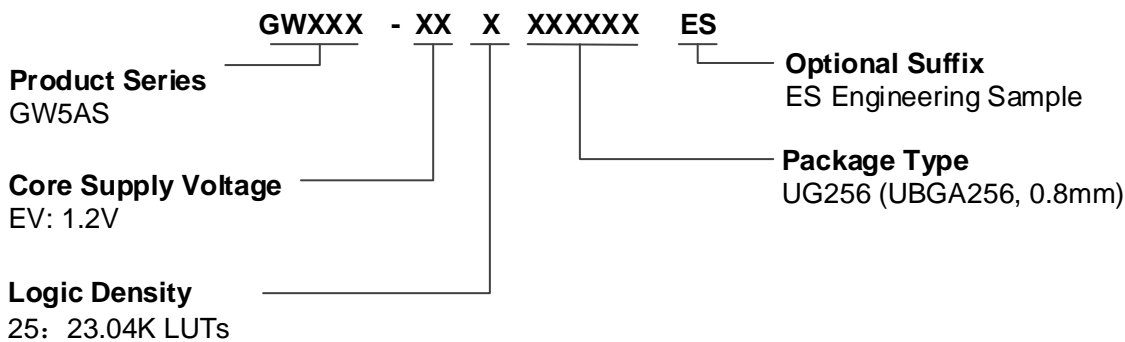 GWXXX - XX X XXXXXX ES
Product Series
GW5AS
Core Supply Voltage
EV: 1.2V
Logic Density
25：23.04K LUTs
Optional Suffix
ES Engineering Sample
Package Type
UG256 (UBGA256, 0.8mm)